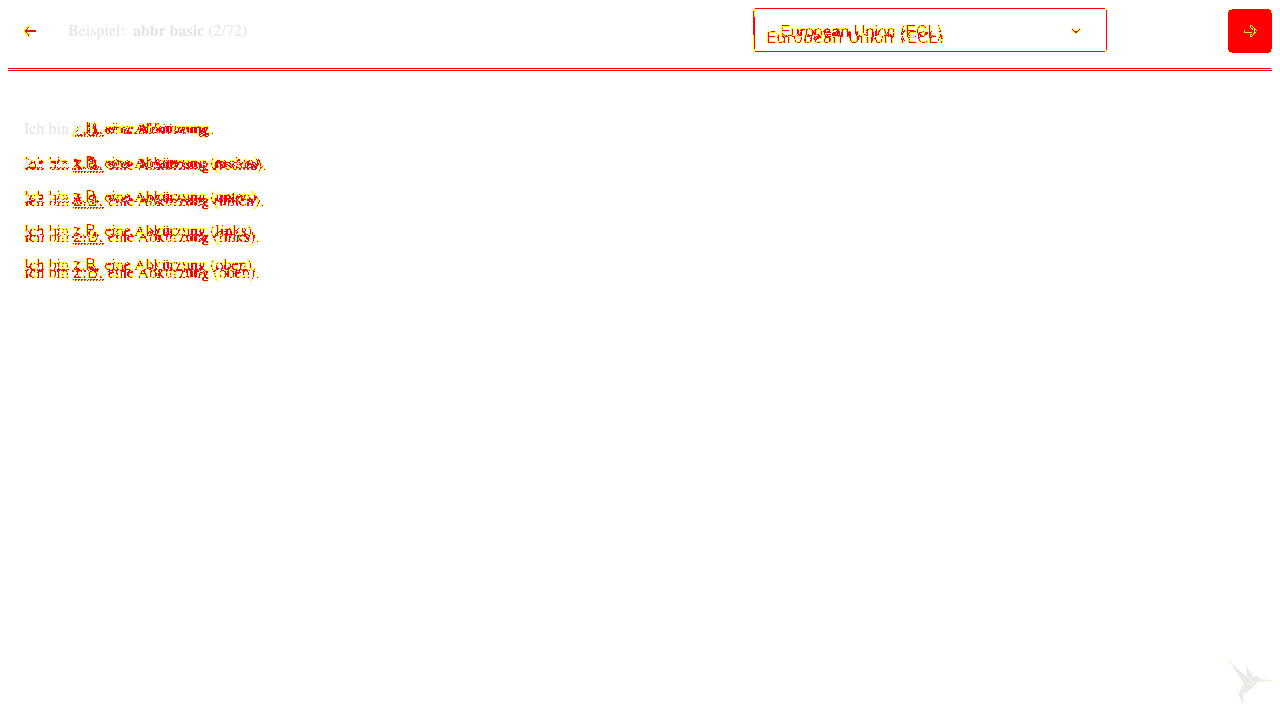 Beispiel: abbr basic (2/72)
European Union (ECL)
Ich bin z.B. eine Abkürzung.
Ich bin z.B. eine Abkürzung (rechts).
Ich bin z.B. eine Abkürzung (unten).
Ich bin z.B. eine Abkürzung (links).
Ich bin z.B. eine Abkürzung (oben).